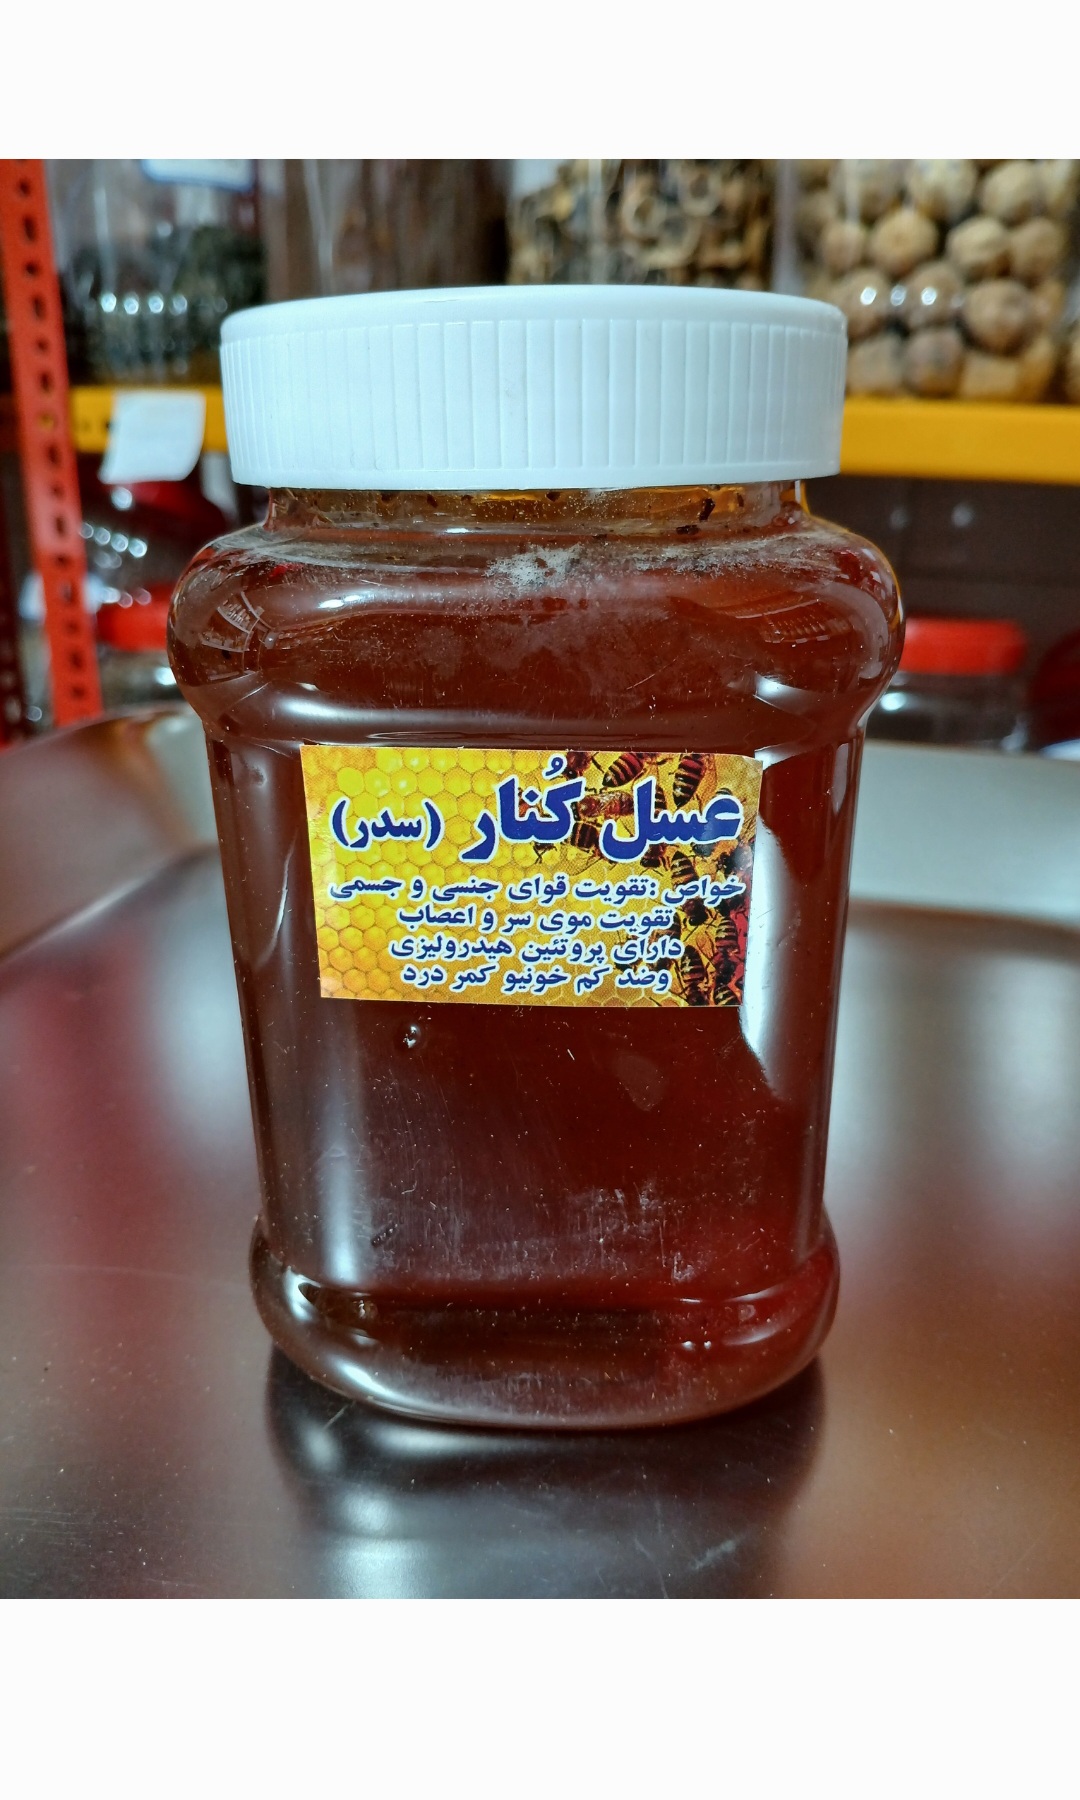 عسل کُنار (سدر)
خواص :تقویت قوای جنسی و جسمی
تقویت موی سر و اعصاب
دارای پروتئین هیدرولیزی
وضد کم خونیو کمر درد